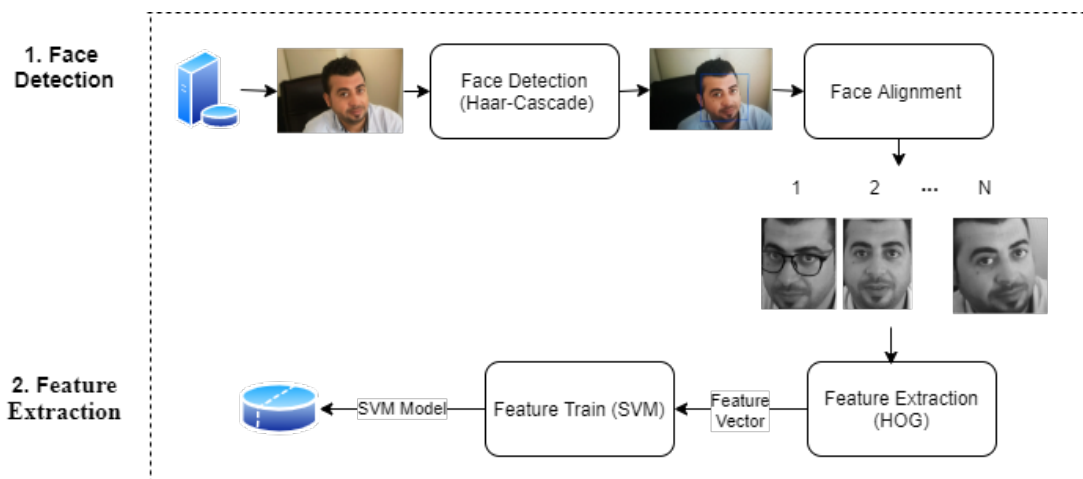 1. Face
Detection
Face Detection
(Haar-Cascade)
Face Alignment
1 2 ... N
2. Feature
Extraction
SVM Model
Feature Train (SVM)
Feature
Vector
Feature Extraction
(HOG)